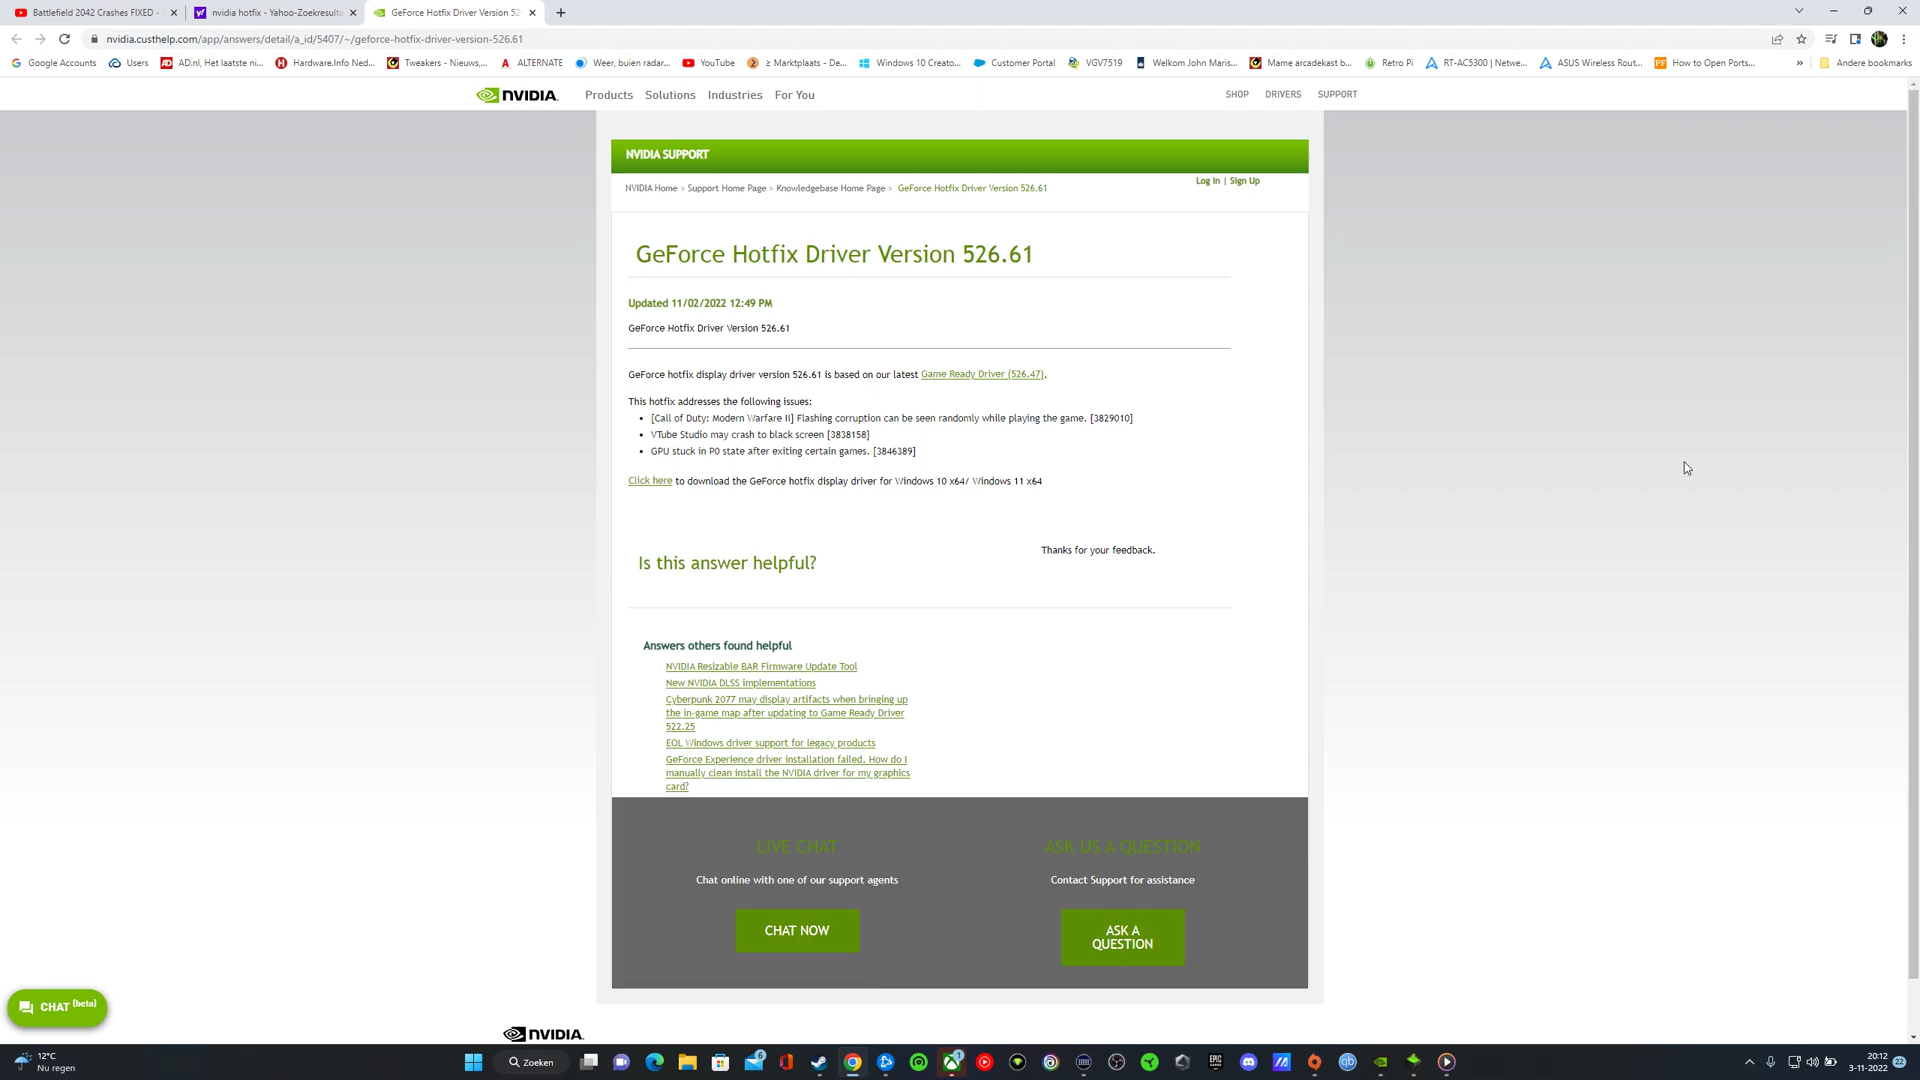 Battlefield 2042 Crashes FIXED -
nvidia hotfix - Yahoo-Zoekresulta
GeForce Hotfix Driver Version 52
nvidia.custhelp.com/app/answers/detail/a_id/5407/~/geforce-hotfix-driver-version-526.61
Google Accounts
Users
AD.nl, Het laatste ni...
Hardware.Info Ned...
Tweakers - Nieuws,...
ALTERNATE
Weer, buien radar...
YouTube
≥ Marktplaats - De...
Windows 10 Creato...
Customer Portal
VGV7519
Welkom John Maris...
Mame arcadekast b...
Retro Pi
RT-AC5300 | Netwe...
ASUS Wireless Rout...
How to Open Ports...
»
Andere bookmarks
NVIDIA.
Products
Solutions
Industries
For You
SHOP
DRIVERS
SUPPORT
NVIDIA SUPPORT
Log In | Sign Up
NVIDIA Home > Support Home Page > Knowledgebase Home Page > GeForce Hotfix Driver Version 526.61
GeForce Hotfix Driver Version 526.61
Updated 11/02/2022 12:49 PM
GeForce Hotfix Driver Version 526.61
GeForce hotfix display driver version 526.61 is based on our latest Game Ready Driver (526.47).
This hotfix addresses the following issues:
• [Call of Duty: Modern Warfare II] Flashing corruption can be seen randomly while playing the game. [3829010]
• VTube Studio may crash to black screen [3838158]
• GPU stuck in P0 state after exiting certain games. [3846389]
Click here to download the GeForce hotfix display driver for Windows 10 x64/ Windows 11 x64
Is this answer helpful?
Thanks for your feedback.
Answers others found helpful
NVIDIA Resizable BAR Firmware Update Tool
New NVIDIA DLSS implementations
Cyberpunk 2077 may display artifacts when bringing up
the in-game map after updating to Game Ready Driver
522.25
EOL Windows driver support for legacy products
GeForce Experience driver installation failed. How do I
manually clean install the NVIDIA driver for my graphics
card?
LIVE CHAT
Chat online with one of our support agents
CHAT NOW
ASK US A QUESTION
Contact Support for assistance
ASK A
QUESTION
CHAT [beta]
NVIDIA.
12°C
Nu regen
Zoeken
6
1
EPIC
qb
20:12
3-11-2022
22